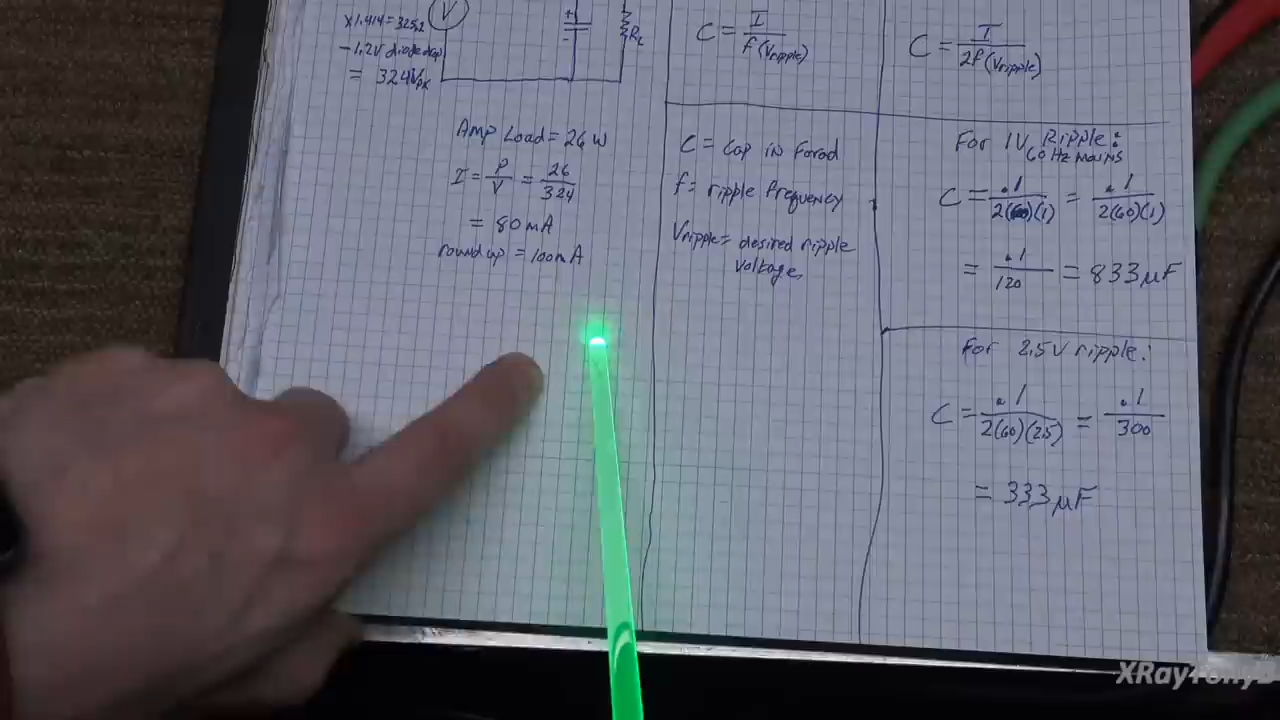 x1.414=325.2
-1.2V diode drop
= 324Vpk
V
+
-
RL
C = I / f(Vripple)
C = I / 2f(Vripple)
Amp Load = 26 W
I = P/V = 26/324
= 80 mA
round up = 100mA
C = Cap in Farad
f = ripple frequency
Vripple = desired ripple
voltage
For 1V Ripple:
60 Hz mains
C = .1 / 2(60)(1) = .1 / 2(60)(1)
= .1 / 120 = 833 µF
For 2.5 V ripple:
C = .1 / 2(60)(2.5) = .1 / 300
= 333 µF